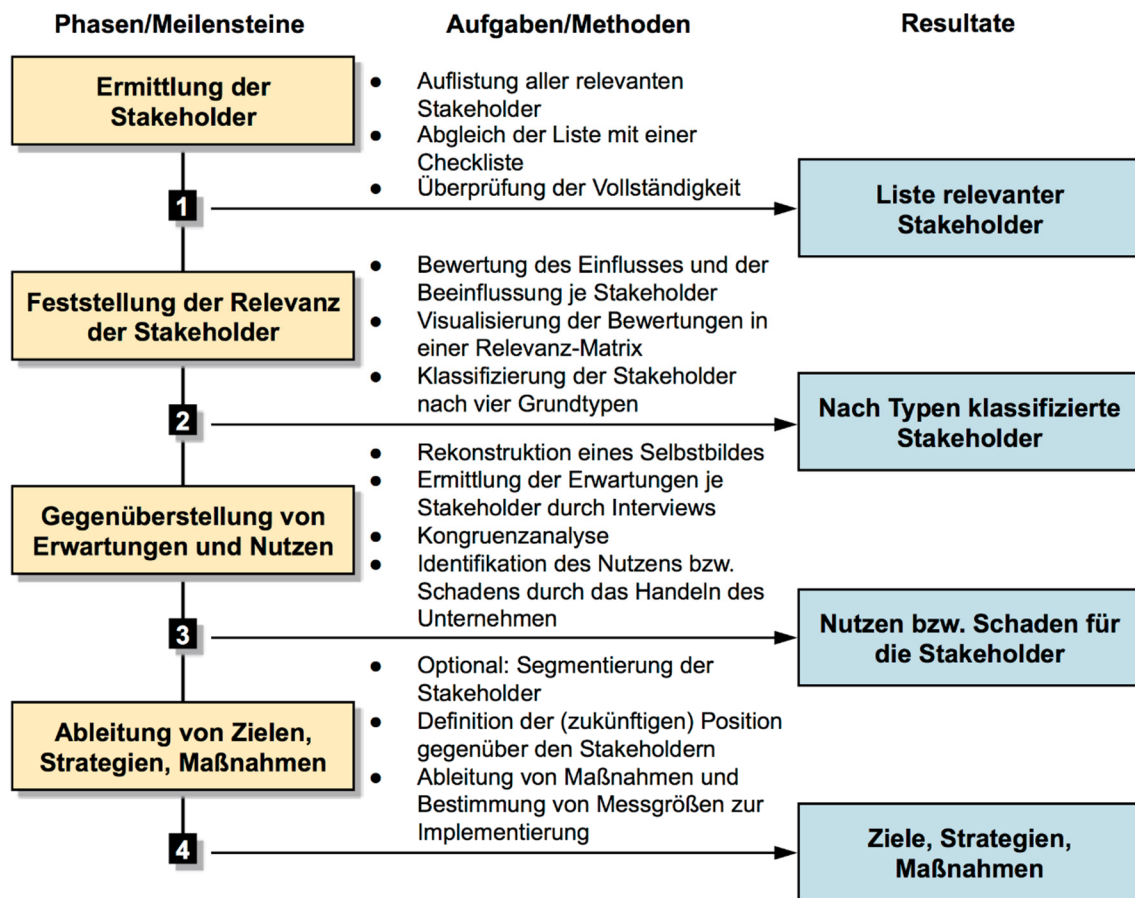 Phasen/Meilensteine
Aufgaben/Methoden
Resultate
Ermittlung der
Stakeholder
● Auflistung aller relevanten
Stakeholder
● Abgleich der Liste mit einer
Checkliste
● Überprüfung der Vollständigkeit
1
Liste relevanter
Stakeholder
Feststellung der Relevanz
der Stakeholder
● Bewertung des Einflusses und der
Beeinflussung je Stakeholder
● Visualisierung der Bewertungen in
einer Relevanz-Matrix
● Klassifizierung der Stakeholder
nach vier Grundtypen
2
Nach Typen klassifizierte
Stakeholder
Gegenüberstellung von
Erwartungen und Nutzen
● Rekonstruktion eines Selbstbildes
● Ermittlung der Erwartungen je
Stakeholder durch Interviews
● Kongruenzanalyse
● Identifikation des Nutzens bzw.
Schadens durch das Handeln des
Unternehmen
3
Nutzen bzw. Schaden für
die Stakeholder
Ableitung von Zielen,
Strategien, Maßnahmen
● Optional: Segmentierung der
Stakeholder
● Definition der (zukünftigen) Position
gegenüber den Stakeholdern
● Ableitung von Maßnahmen und
Bestimmung von Messgrößen zur
Implementierung
4
Ziele, Strategien,
Maßnahmen